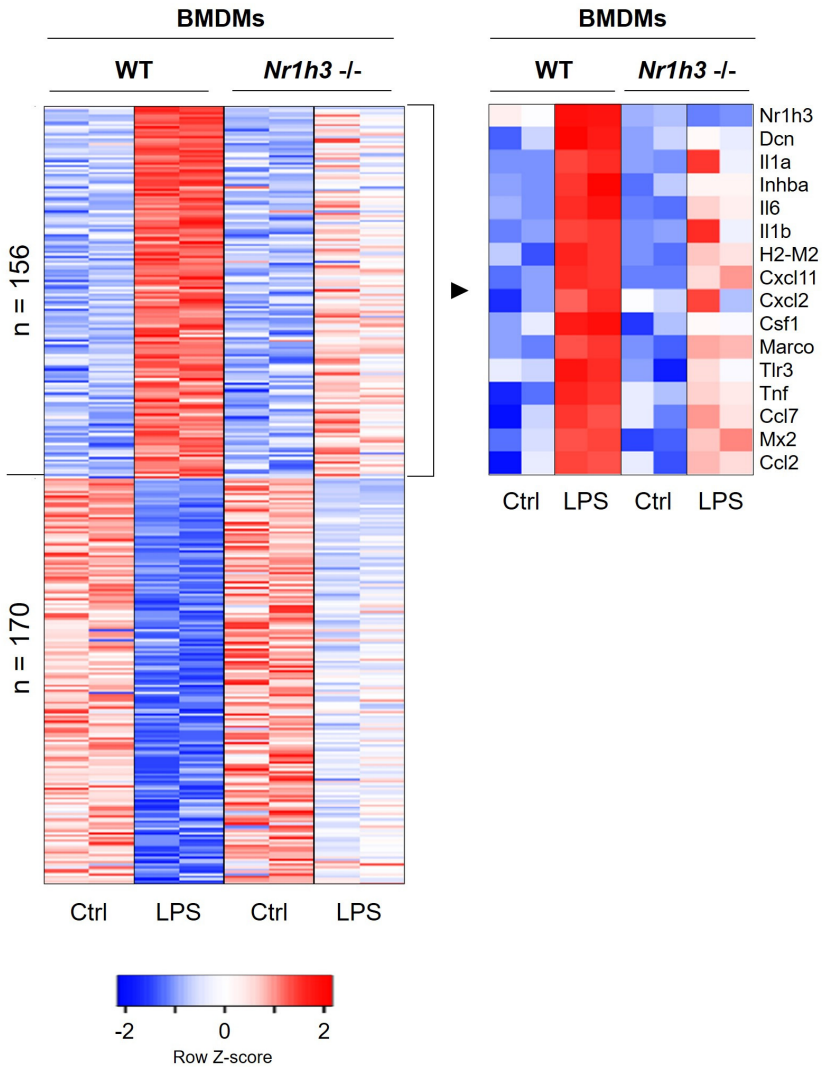 BMDMs
WT Nr1h3 -/-
n = 156
n = 170
Ctrl LPS Ctrl LPS
-2 0 2
Row Z-score
BMDMs
WT Nr1h3 -/-
Nr1h3
Dcn
Il1a
Inhba
Il6
Il1b
H2-M2
Cxcl11
Cxcl2
Csf1
Marco
Tlr3
Tnf
Ccl7
Mx2
Ccl2
Ctrl LPS Ctrl LPS